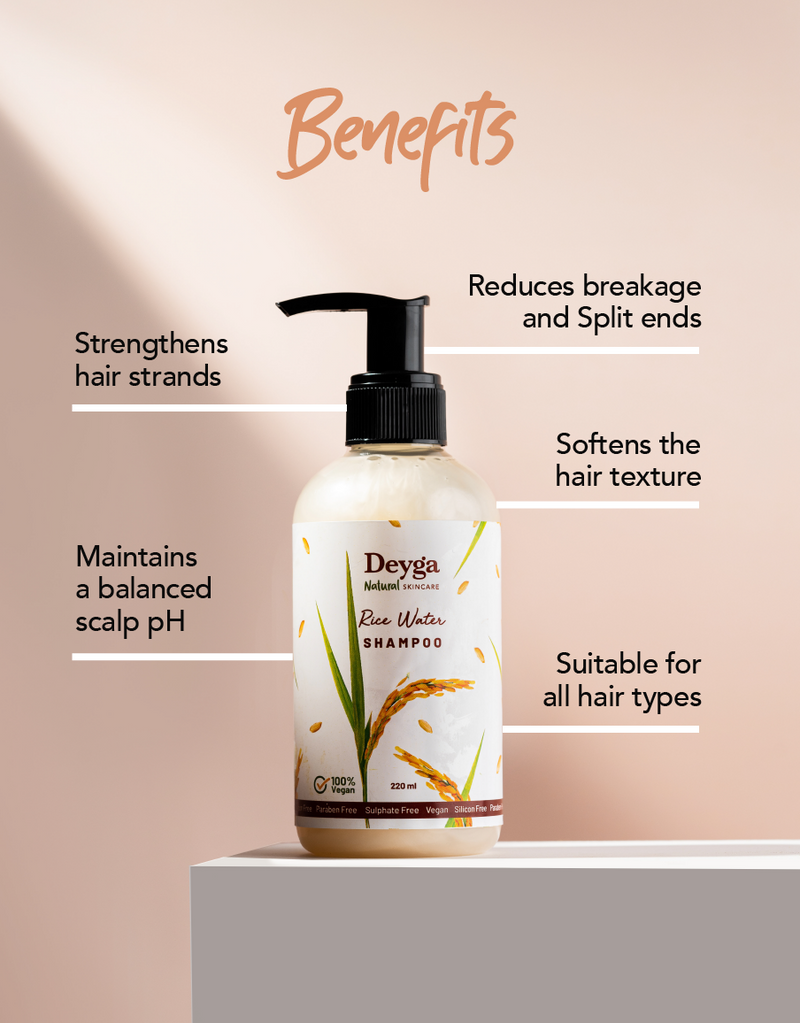 Benefits
Reduces breakage
and Split ends
Strengthens
hair strands
Softens the
hair texture
Maintains
a balanced
scalp pH
Suitable for
all hair types
Deyga
Natural SKINCARE
Rice Water
SHAMPOO
100%
Vegan
220 ml
Free Paraben Free Sulphate Free Vegan Silicon Free